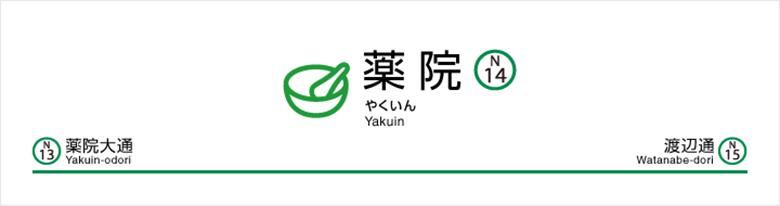 薬院
N
14
やくいん
Yakuin
N
13
薬院大通
Yakuin-odori
渡辺通
Watanabe-dori
N
15